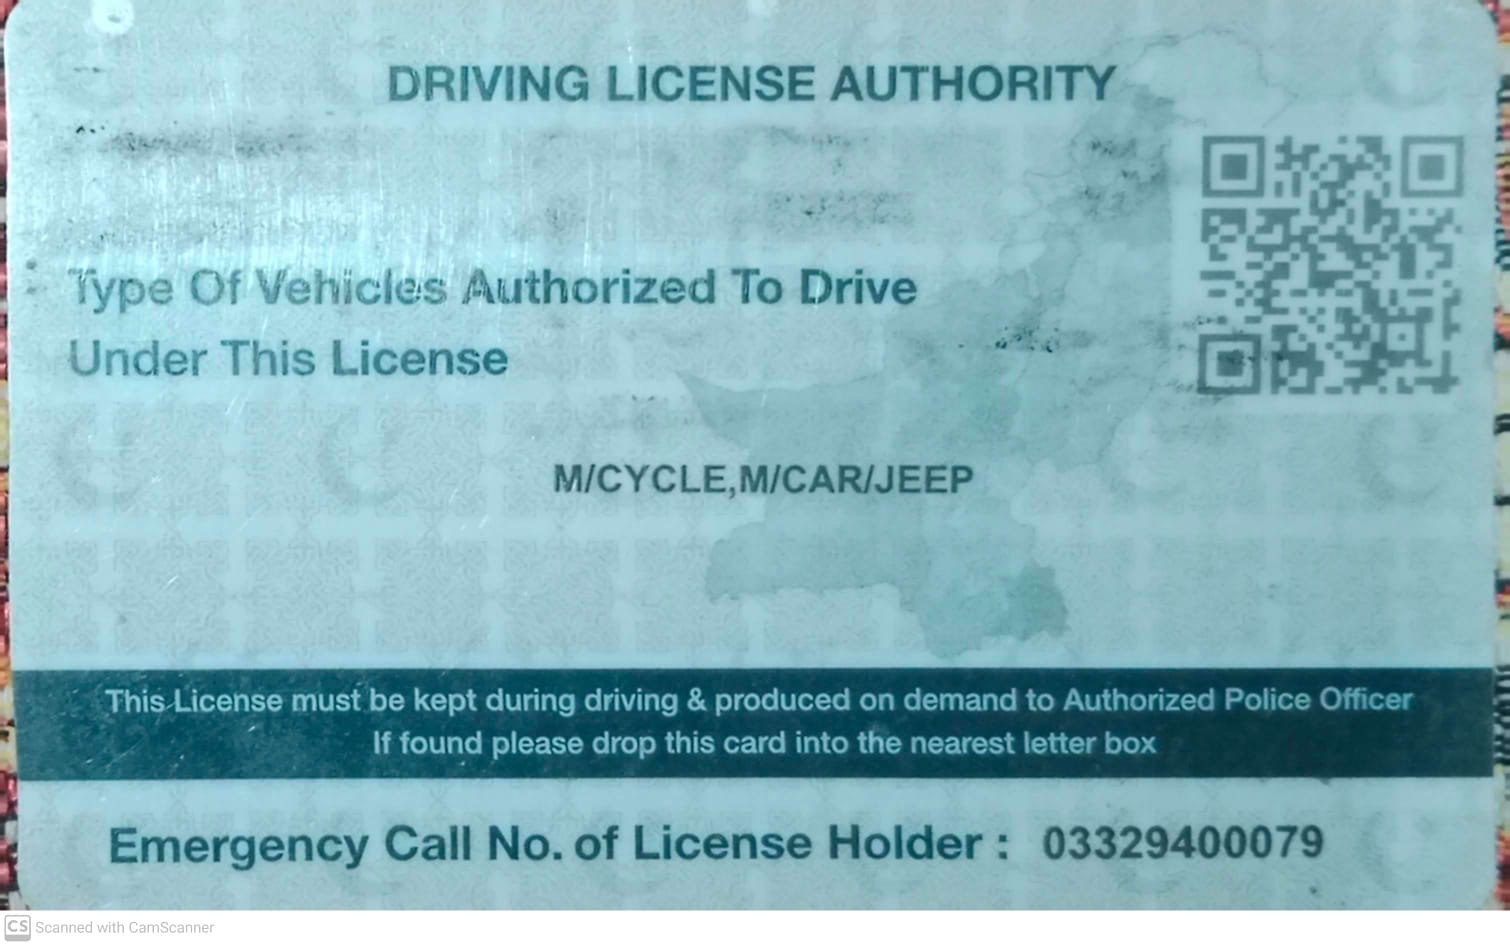 DRIVING LICENSE AUTHORITY
Type Of Vehicles Authorized To Drive
Under This License
M/CYCLE,M/CAR/JEEP
This License must be kept during driving & produced on demand to Authorized Police Officer
If found please drop this card into the nearest letter box
Emergency Call No. of License Holder : 03329400079
CS Scanned with CamScanner